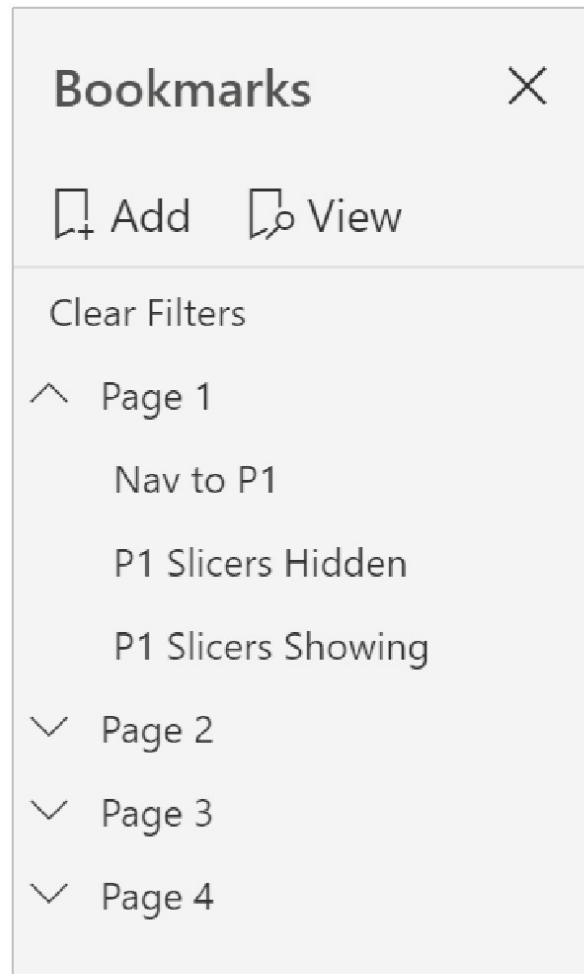 Bookmarks
Add View
Clear Filters
Page 1
Nav to P1
P1 Slicers Hidden
P1 Slicers Showing
Page 2
Page 3
Page 4